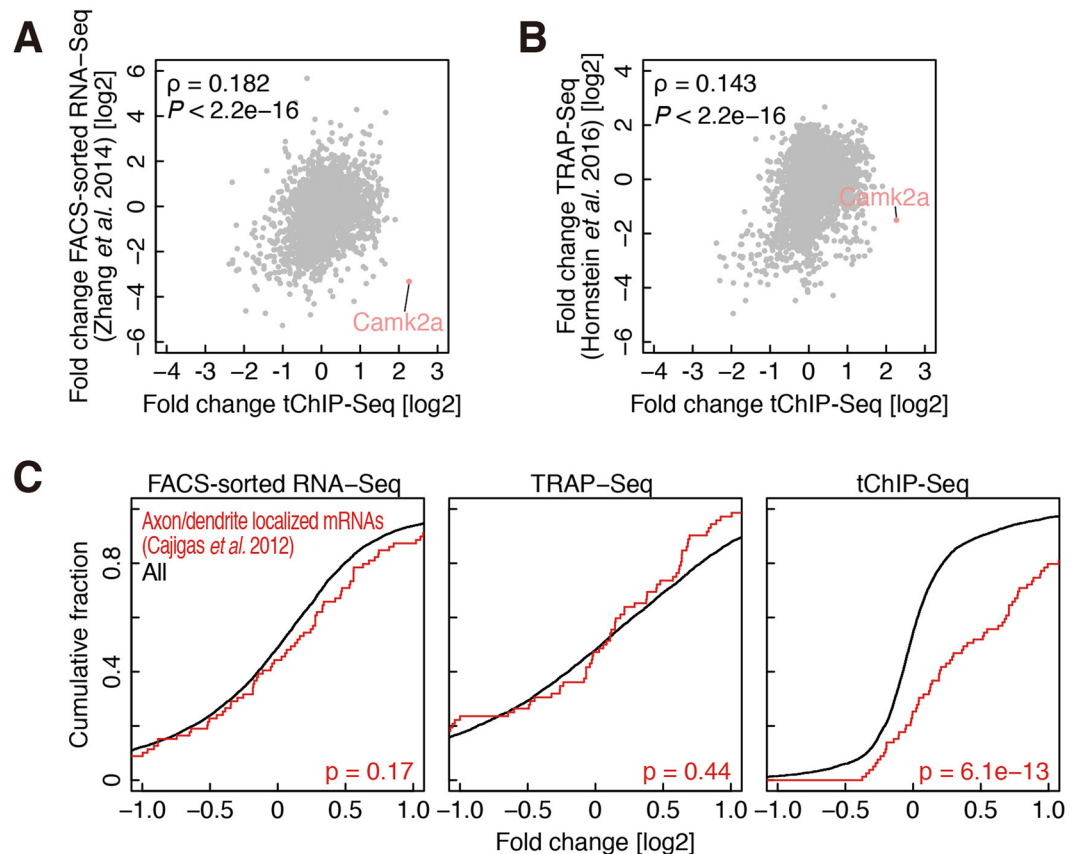 A
Fold change FACS-sorted RNA–Seq
(Zhang et al. 2014) [log2]
6
4
2
0
−2
−4
−6
ρ = 0.182
P < 2.2e−16
Camk2a
−4 -3 −2 -1 0 1 2 3
Fold change tChIP-Seq [log2]
B
Fold change TRAP-Seq
(Hornstein et al. 2016) [log2]
4
2
0
−2
−4
−6
ρ = 0.143
P < 2.2e−16
Camk2a
−4 -3 −2 -1 0 1 2 3
Fold change tChIP-Seq [log2]
C
Cumulative fraction
0.8
0.4
0
FACS-sorted RNA−Seq
Axon/dendrite localized mRNAs
(Cajigas et al. 2012)
All
p = 0.17
−1.0 −0.5 0 0.5 1.0
TRAP−Seq
p = 0.44
−1.0 −0.5 0 0.5 1.0
tChIP-Seq
p = 6.1e−13
−1.0 −0.5 0 0.5 1.0
Fold change [log2]